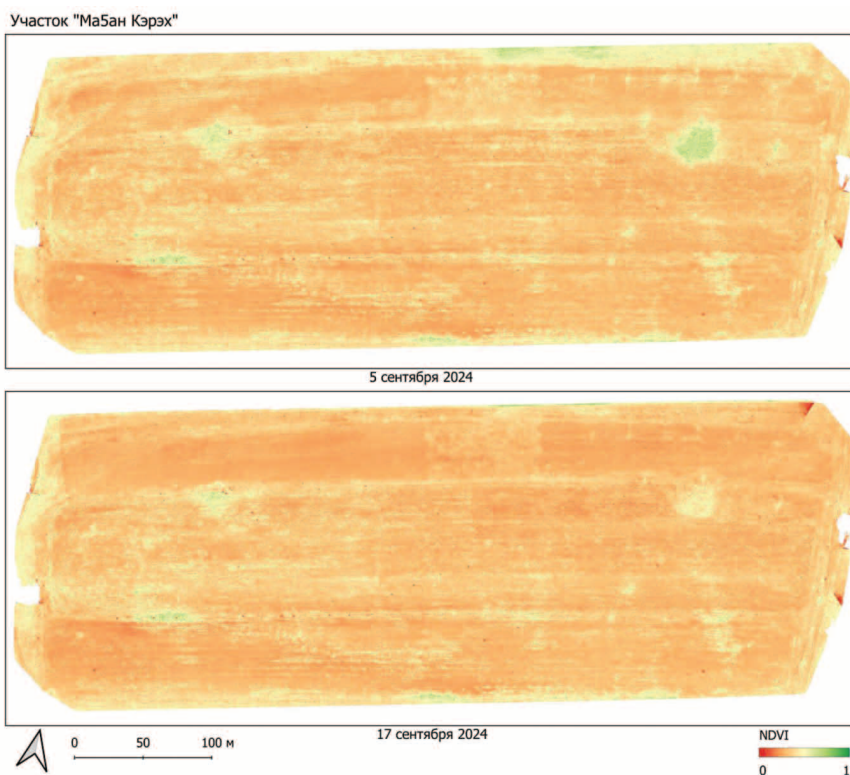 Участок "Ма5ан Кэрэх"
5 сентября 2024
17 сентября 2024
0 50 100 м
NDVI
0 1